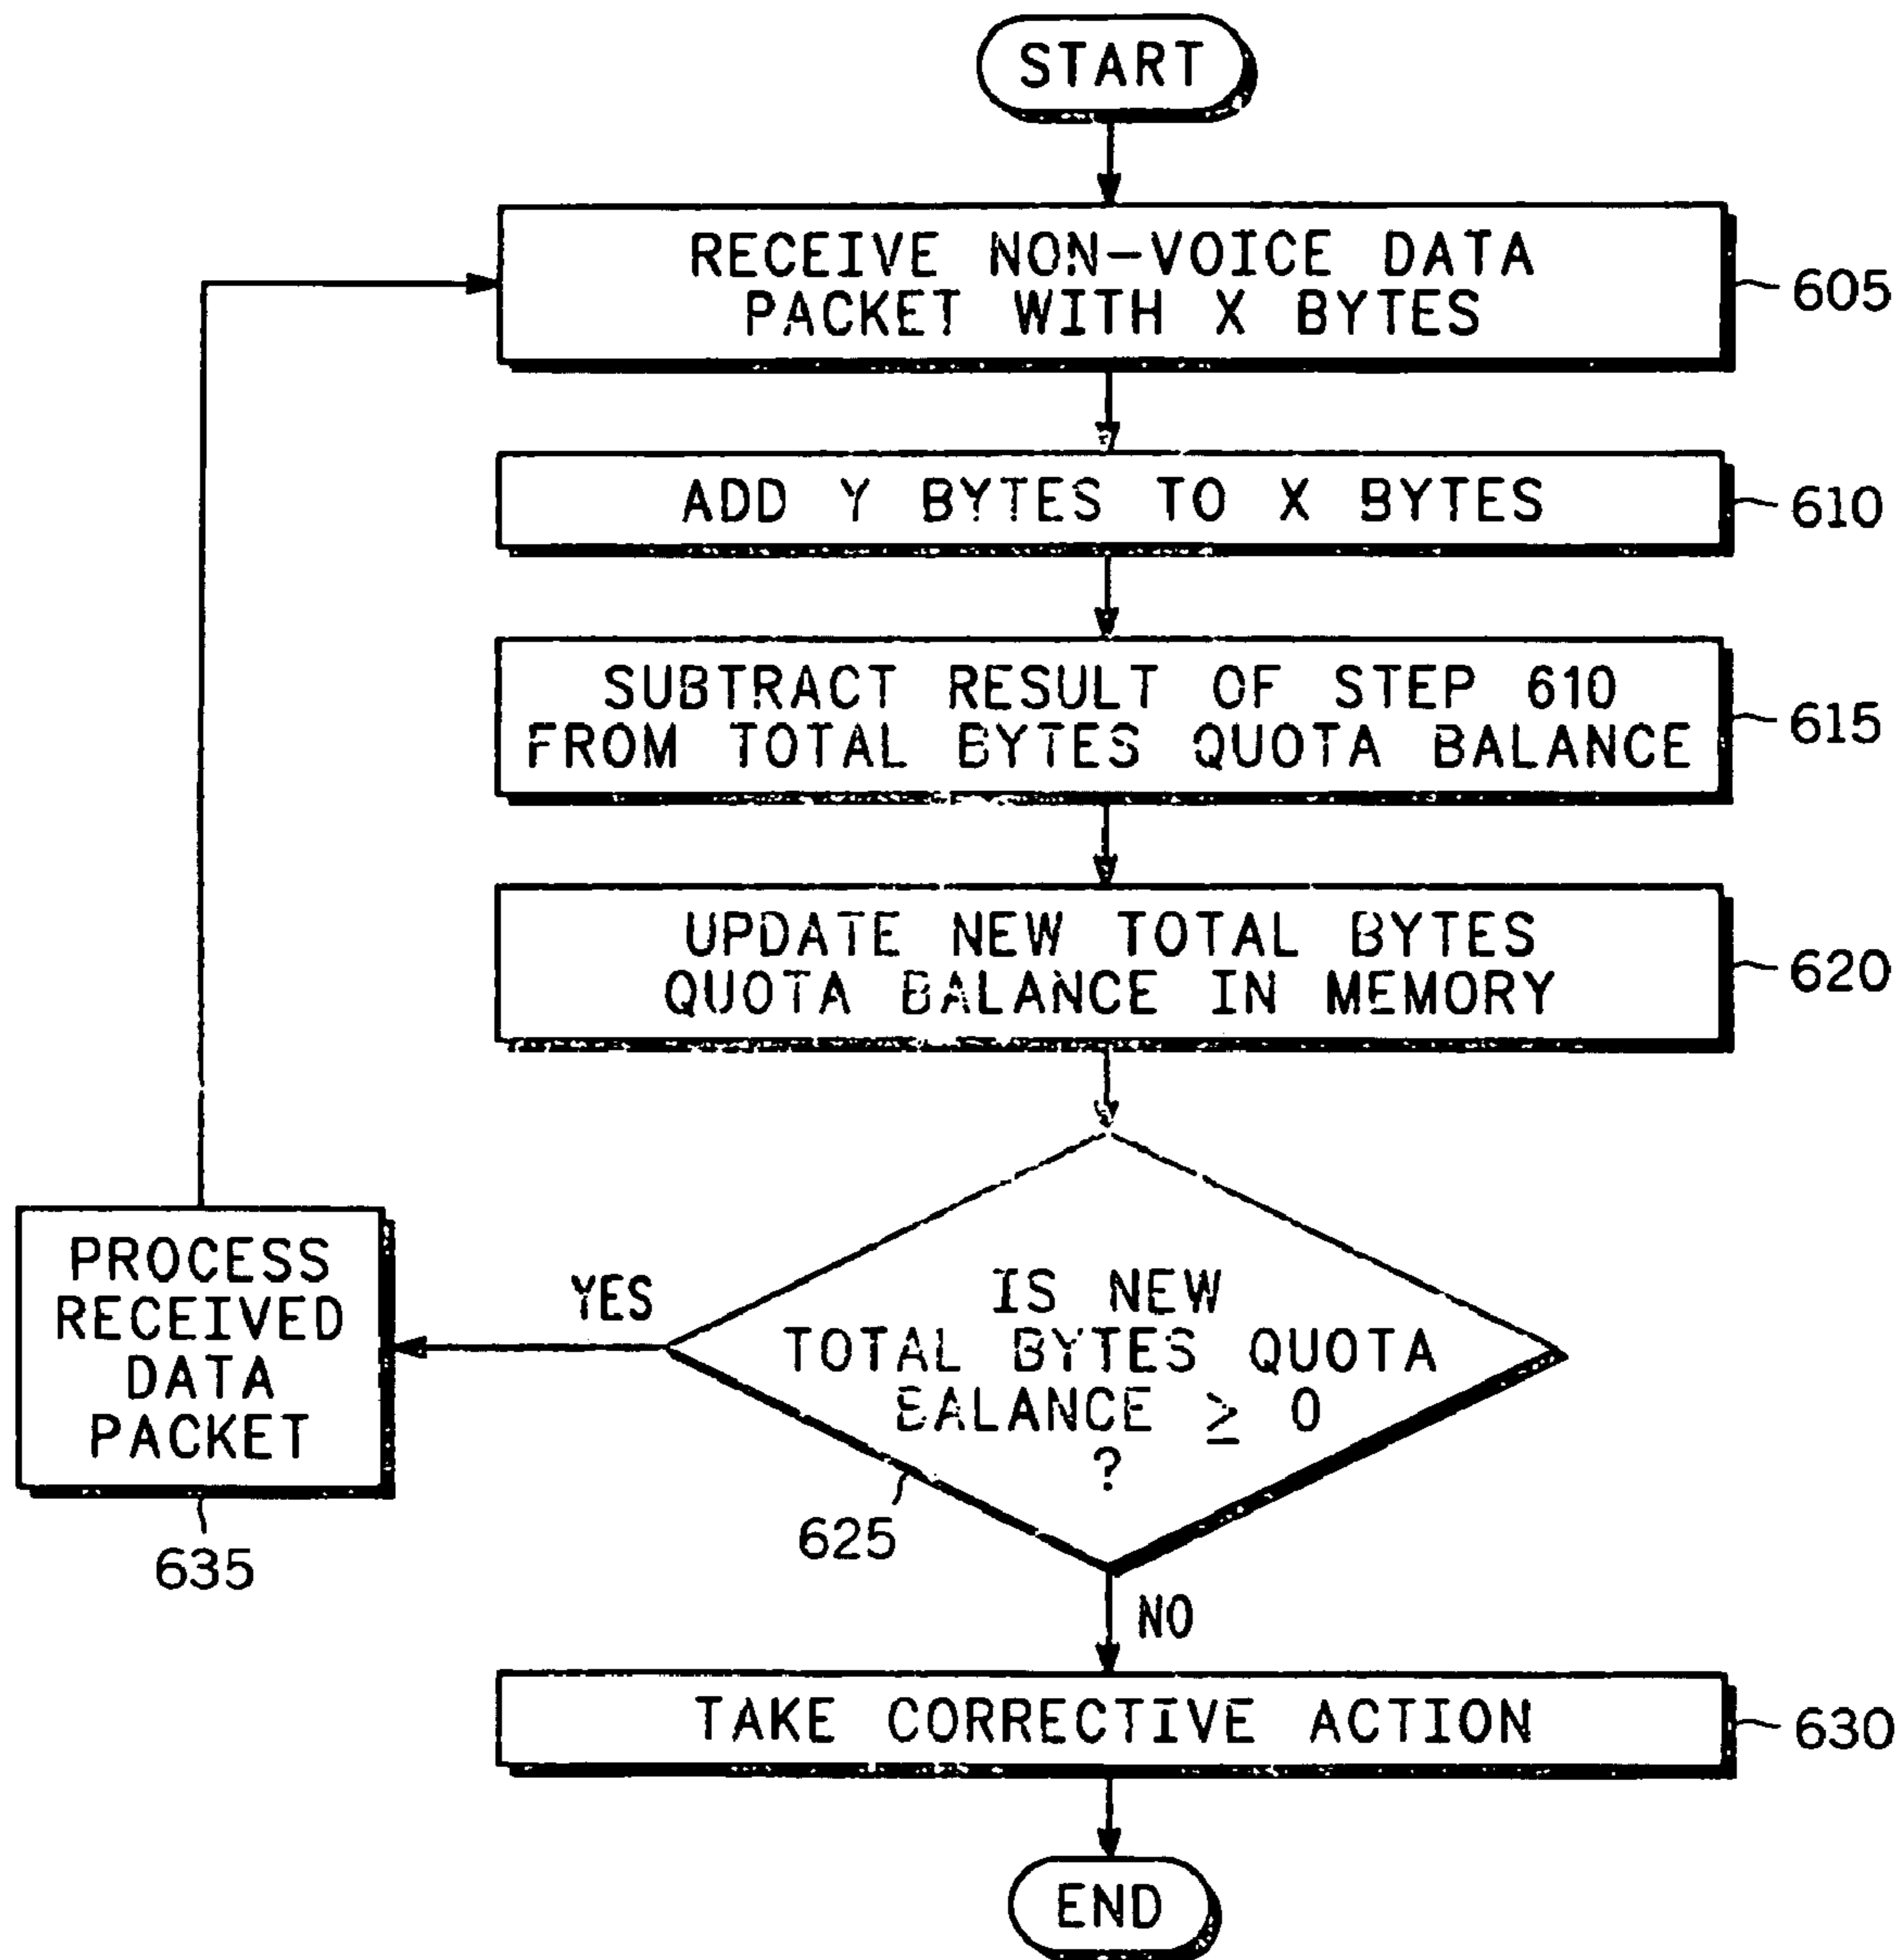 START
RECEIVE NON-VOICE DATA
PACKET WITH X BYTES
605
ADD Y BYTES TO X BYTES
610
SUBTRACT RESULT OF STEP 610
FROM TOTAL BYTES QUOTA BALANCE
615
UPDATE NEW TOTAL BYTES
QUOTA BALANCE IN MEMORY
620
IS NEW
TOTAL BYTES QUOTA
BALANCE ≥ 0
?
625
YES
PROCESS
RECEIVED
DATA
PACKET
635
NO
TAKE CORRECTIVE ACTION
630
END